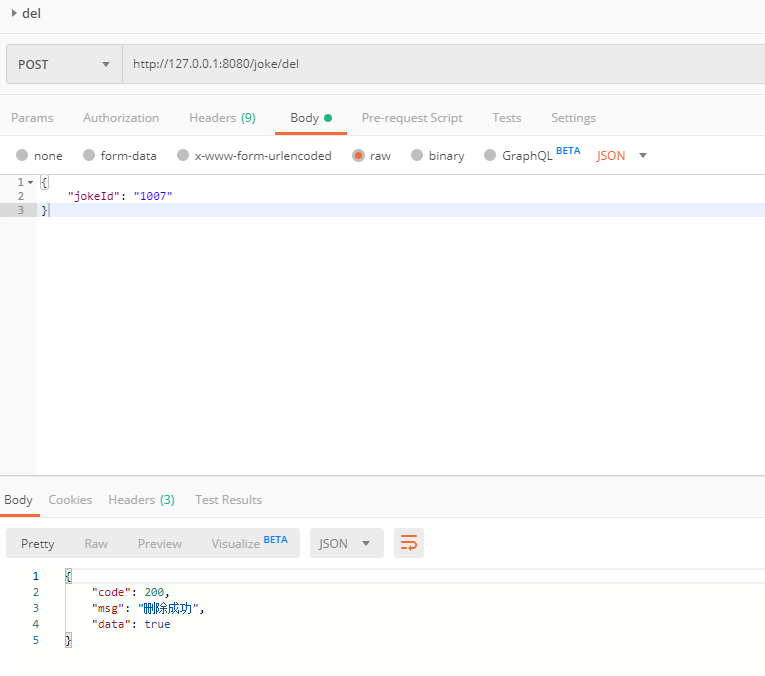 del
POST http://127.0.0.1:8080/joke/del
Params Authorization Headers (9) Body Pre-request Script Tests Settings
none form-data x-www-form-urlencoded raw binary GraphQL BETA JSON
1 {
2 "jokeId": "1007"
3 }
Body Cookies Headers (3) Test Results
Pretty Raw Preview Visualize BETA JSON
1 {
2 "code": 200,
3 "msg": "删除成功",
4 "data": true
5 }